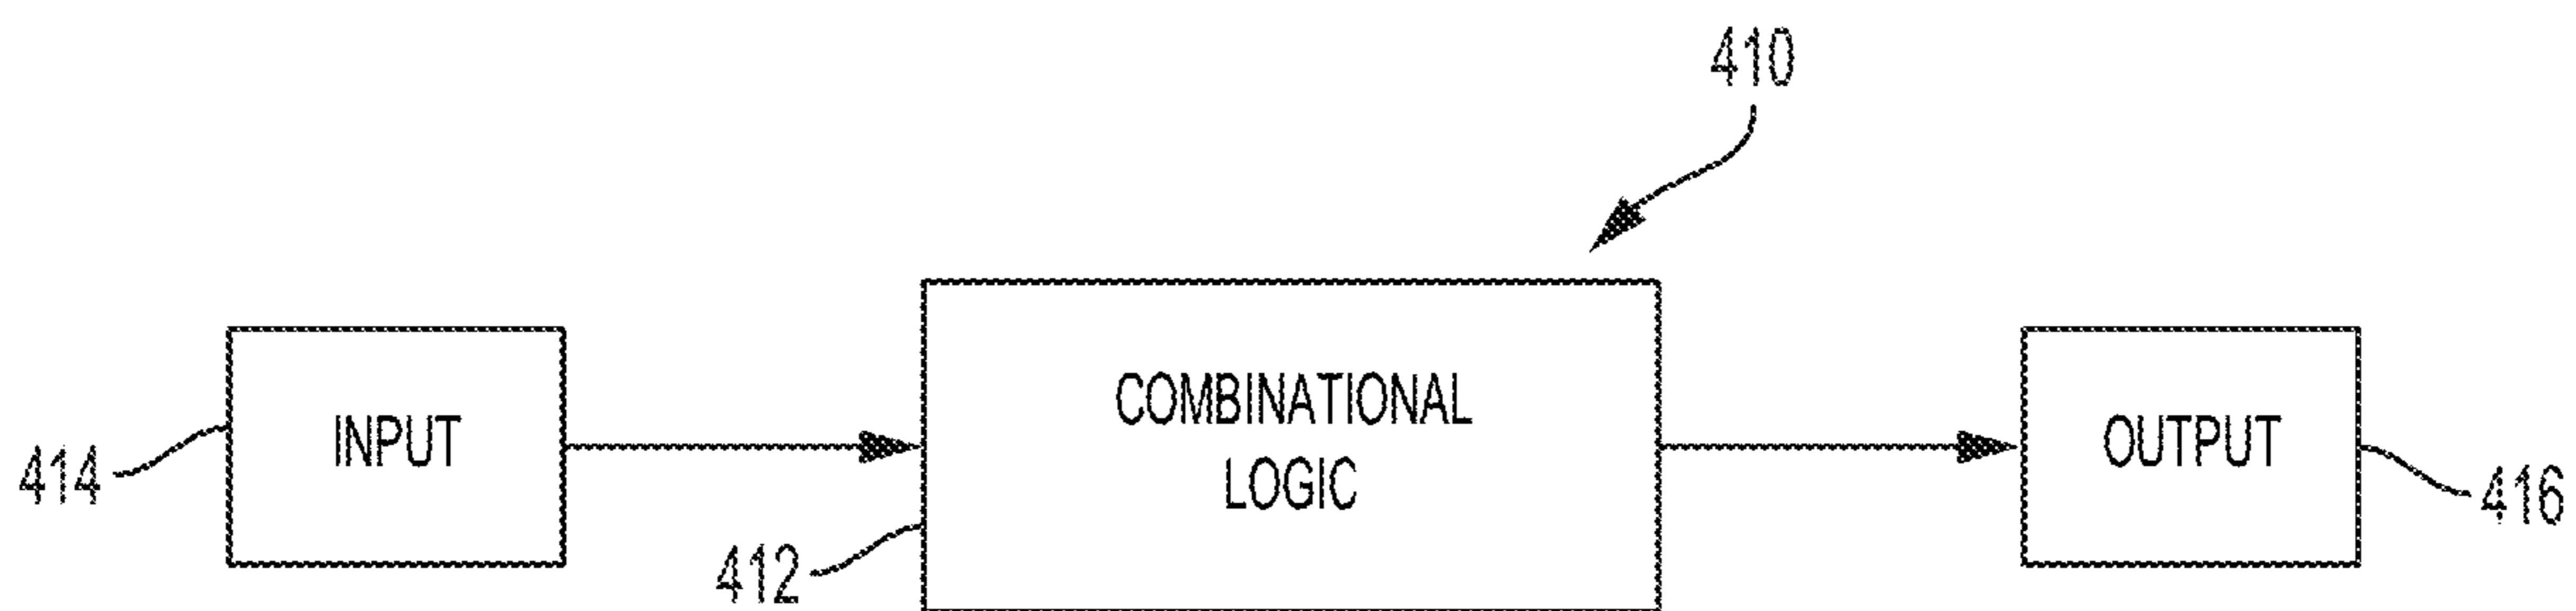 410
INPUT
414
COMBINATIONAL
LOGIC
412
OUTPUT
416